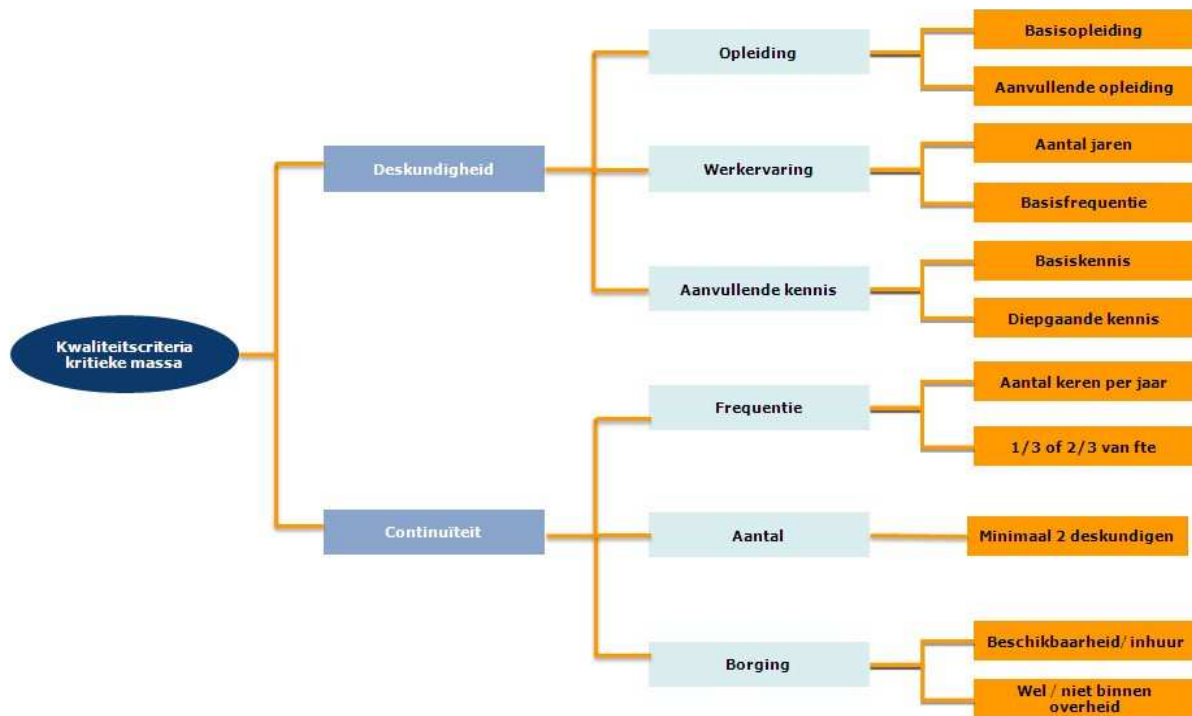 Kwaliteitscriteria
kritieke massa
Deskundigheid
Opleiding
Basisopleiding
Aanvullende opleiding
Werkervaring
Aantal jaren
Basisfrequentie
Aanvullende kennis
Basiskennis
Diepgaande kennis
Continuïteit
Frequentie
Aantal keren per jaar
1/3 of 2/3 van fte
Aantal
Minimaal 2 deskundigen
Borging
Beschikbaarheid/ inhuur
Wel / niet binnen
overheid